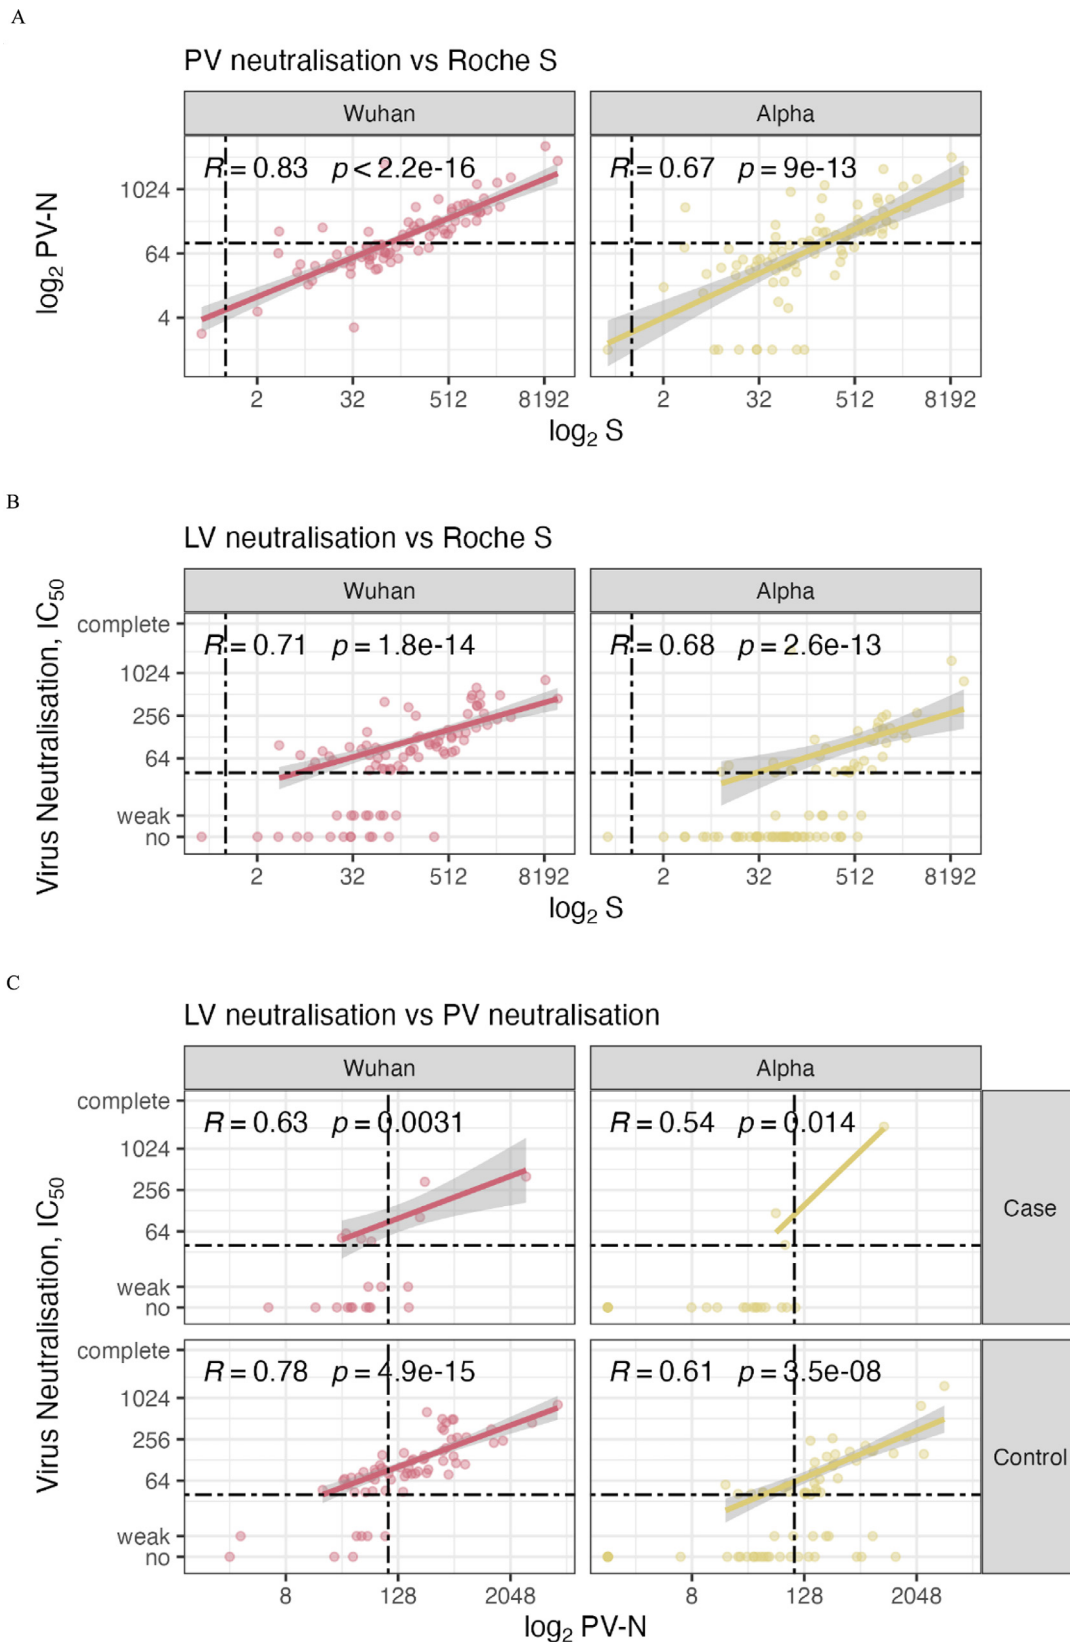 A
PV neutralisation vs Roche S
Wuhan
Alpha
R = 0.83 p < 2.2e-16
R = 0.67 p = 9e-13
log₂ PV-N
1024
64
4
2 32 512 8192
2 32 512 8192
log₂ S
B
LV neutralisation vs Roche S
Wuhan
Alpha
R = 0.71 p = 1.8e-14
R = 0.68 p = 2.6e-13
Virus Neutralisation, IC₅₀
complete
1024
256
64
weak
no
2 32 512 8192
2 32 512 8192
log₂ S
C
LV neutralisation vs PV neutralisation
Wuhan
Alpha
R = 0.63 p = 0.0031
R = 0.54 p = 0.014
Case
Virus Neutralisation, IC₅₀
complete
1024
256
64
weak
no
R = 0.78 p = 4.9e-15
R = 0.61 p = 3.5e-08
Control
complete
1024
256
64
weak
no
8 128 2048
8 128 2048
log₂ PV-N